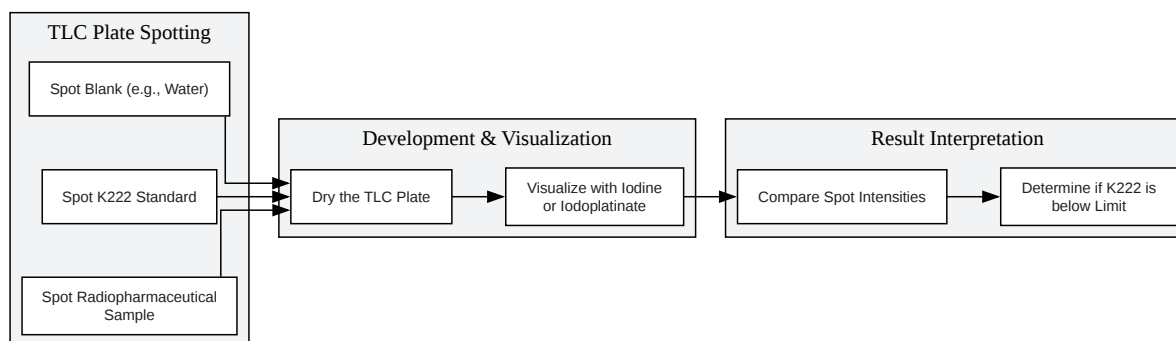 TLC Plate Spotting
Spot Blank (e.g., Water)
Spot K222 Standard
Spot Radiopharmaceutical
Sample
Development & Visualization
Dry the TLC Plate
Visualize with Iodine
or Iodoplatinate
Result Interpretation
Compare Spot Intensities
Determine if K222 is
below Limit